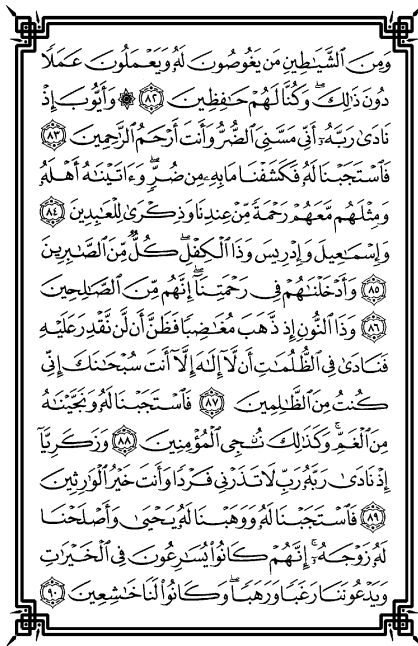 وَمِنَ ٱلشَّيَـٰطِينِ مَن يَغُوصُونَ لَهُۥ وَيَعْمَلُونَ عَمَلًا
دُونَ ذَٰلِكَ ۖ وَكُنَّا لَهُمْ حَـٰفِظِينَ ٨٢ ۞ وَأَيُّوبَ إِذْ
نَادَىٰ رَبَّهُۥٓ أَنِّى مَسَّنِىَ ٱلضُّرُّ وَأَنتَ أَرْحَمُ ٱلرَّٰحِمِينَ ٨٣
فَٱسْتَجَبْنَا لَهُۥ فَكَشَفْنَا مَا بِهِۦ مِن ضُرٍّ ۖ وَءَاتَيْنَـٰهُ أَهْلَهُۥ
وَمِثْلَهُم مَّعَهُمْ رَحْمَةً مِّنْ عِندِنَا وَذِكْرَىٰ لِلْعَـٰبِدِينَ ٨٤
وَإِسْمَـٰعِيلَ وَإِدْرِيسَ وَذَا ٱلْكِفْلِ ۖ كُلٌّ مِّنَ ٱلصَّـٰبِرِينَ
٨٥ وَأَدْخَلْنَـٰهُمْ فِى رَحْمَتِنَآ ۖ إِنَّهُم مِّنَ ٱلصَّـٰلِحِينَ
٨٦ وَذَا ٱلنُّونِ إِذ ذَّهَبَ مُغَـٰضِبًا فَظَنَّ أَن لَّن نَّقْدِرَ عَلَيْهِ
فَنَادَىٰ فِى ٱلظُّلُمَـٰتِ أَن لَّآ إِلَـٰهَ إِلَّآ أَنتَ سُبْحَـٰنَكَ إِنِّى
كُنتُ مِنَ ٱلظَّـٰلِمِينَ ٨٧ فَٱسْتَجَبْنَا لَهُۥ وَنَجَّيْنَـٰهُ
مِنَ ٱلْغَمِّ ۚ وَكَذَٰلِكَ نُـۨجِى ٱلْمُؤْمِنِينَ ٨٨ وَزَكَرِيَّآ
إِذْ نَادَىٰ رَبَّهُۥ رَبِّ لَا تَذَرْنِى فَرْدًا وَأَنتَ خَيْرُ ٱلْوَٰرِثِينَ
٨٩ فَٱسْتَجَبْنَا لَهُۥ وَوَهَبْنَا لَهُۥ يَحْيَىٰ وَأَصْلَحْنَا
لَهُۥ زَوْجَهُۥٓ ۚ إِنَّهُمْ كَانُوا۟ يُسَـٰرِعُونَ فِى ٱلْخَيْرَٰتِ
وَيَدْعُونَنَا رَغَبًا وَرَهَبًا ۖ وَكَانُوا۟ لَنَا خَـٰشِعِينَ ٩٠